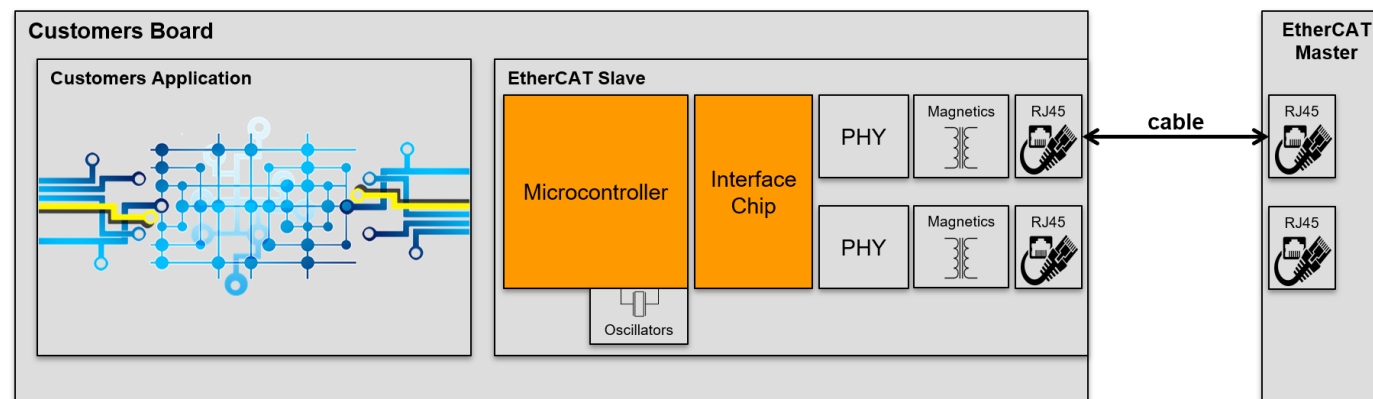 Customers Board
Customers Application
EtherCAT Slave
Microcontroller
Interface
Chip
PHY
Magnetics
RJ45
PHY
Magnetics
RJ45
Oscillators
cable
EtherCAT
Master
RJ45
RJ45